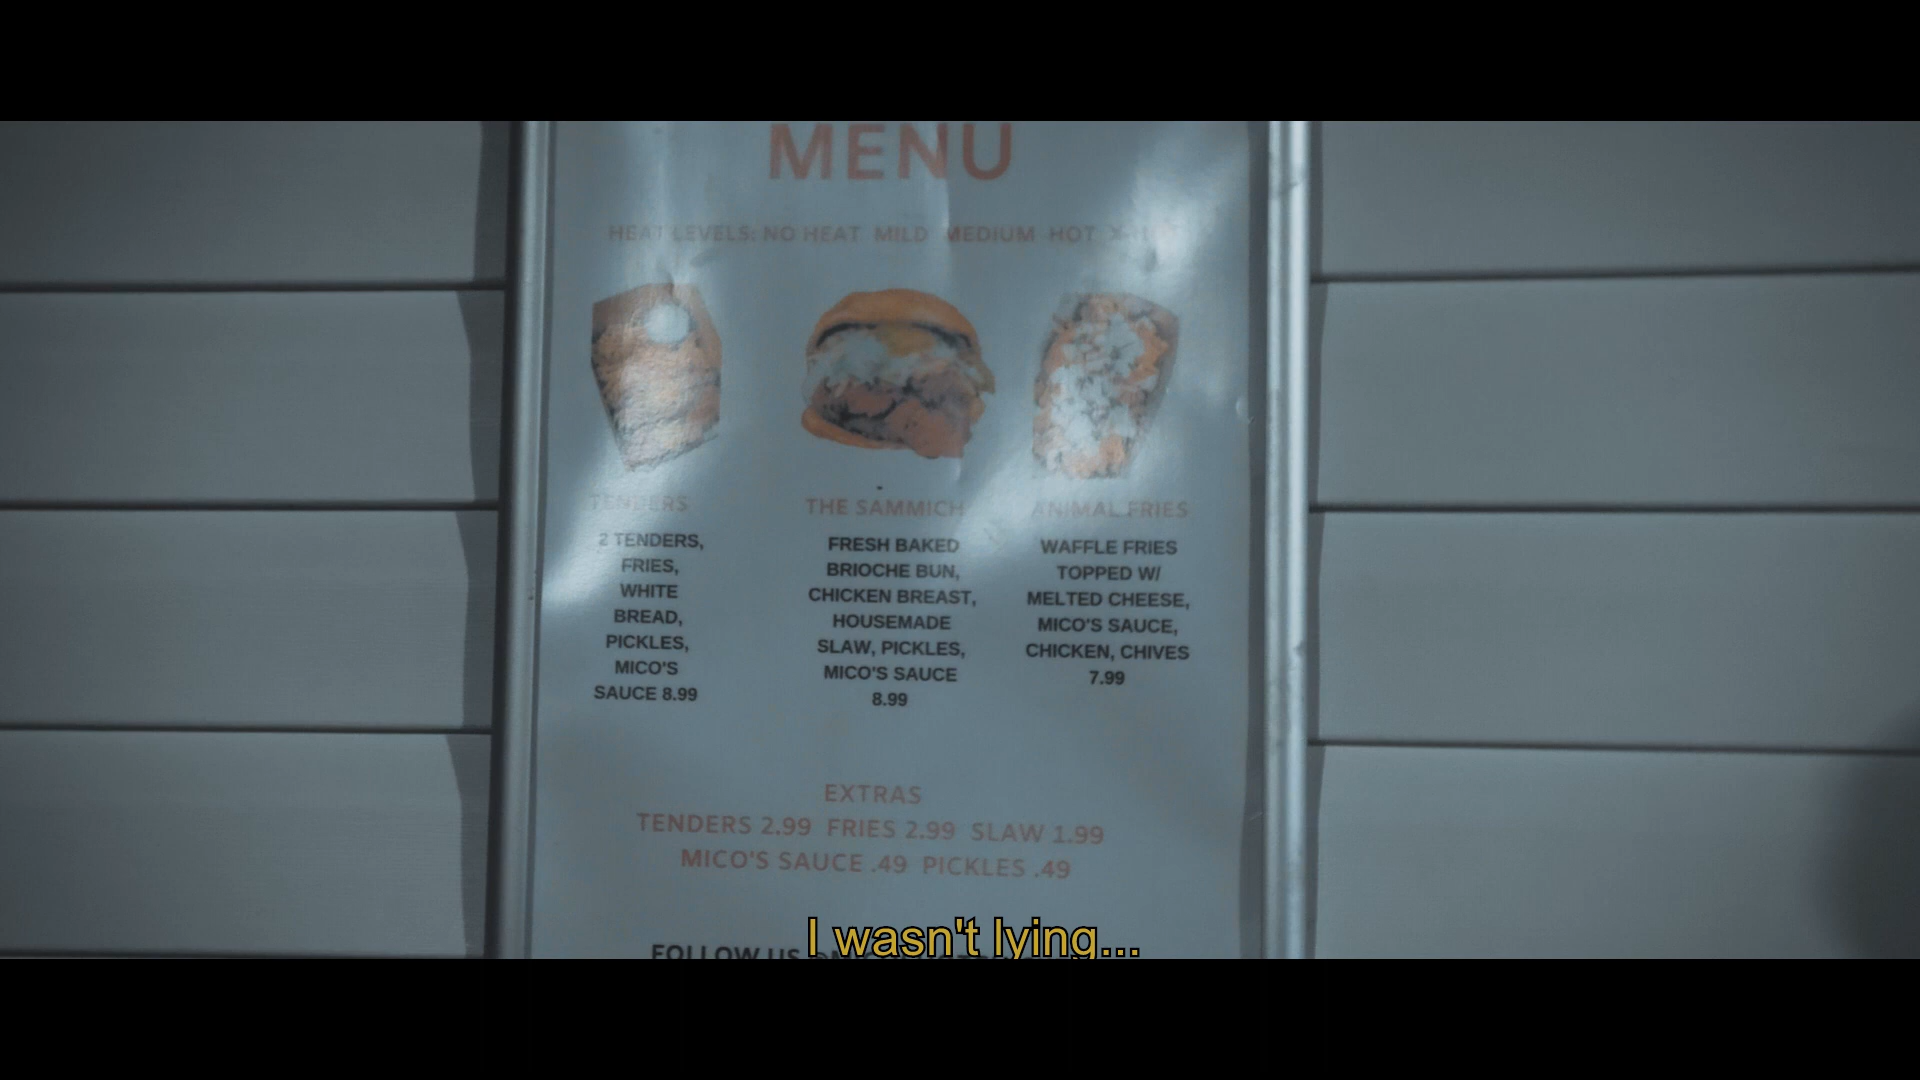 MENU
HEAT LEVELS: NO HEAT MILD MEDIUM HOT
TENDERS
2 TENDERS,
FRIES,
WHITE
BREAD,
PICKLES,
MICO'S
SAUCE 8.99
THE SAMMICH
FRESH BAKED
BRIOCHE BUN,
CHICKEN BREAST,
HOUSEMADE
SLAW, PICKLES,
MICO'S SAUCE
8.99
ANIMAL FRIES
WAFFLE FRIES
TOPPED W/
MELTED CHEESE,
MICO'S SAUCE,
CHICKEN, CHIVES
7.99
EXTRAS
TENDERS 2.99 FRIES 2.99 SLAW 1.99
MICO'S SAUCE .49 PICKLES .49
FOLLOW US
I wasn't lying...